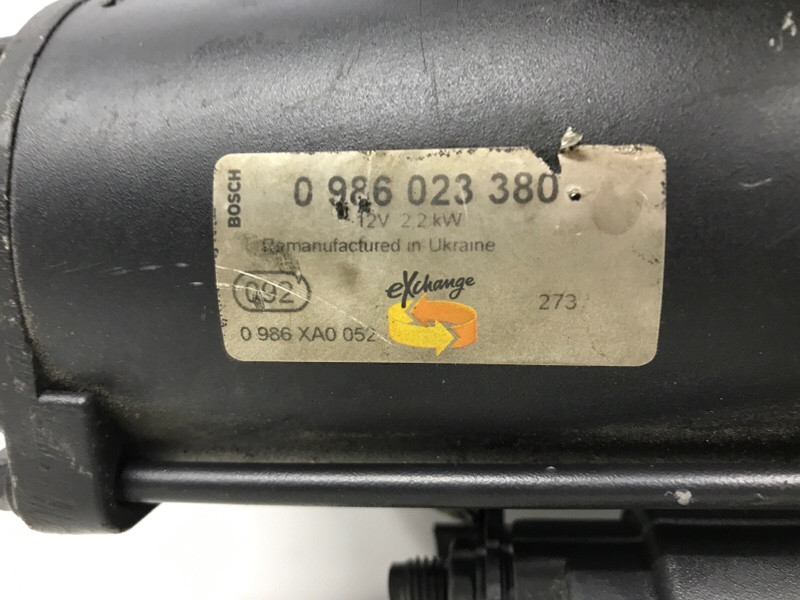 BOSCH
0 986 023 380
12V 2,2 kW
Remanufactured in Ukraine
092
eXchange
273
0 986 XA0 052